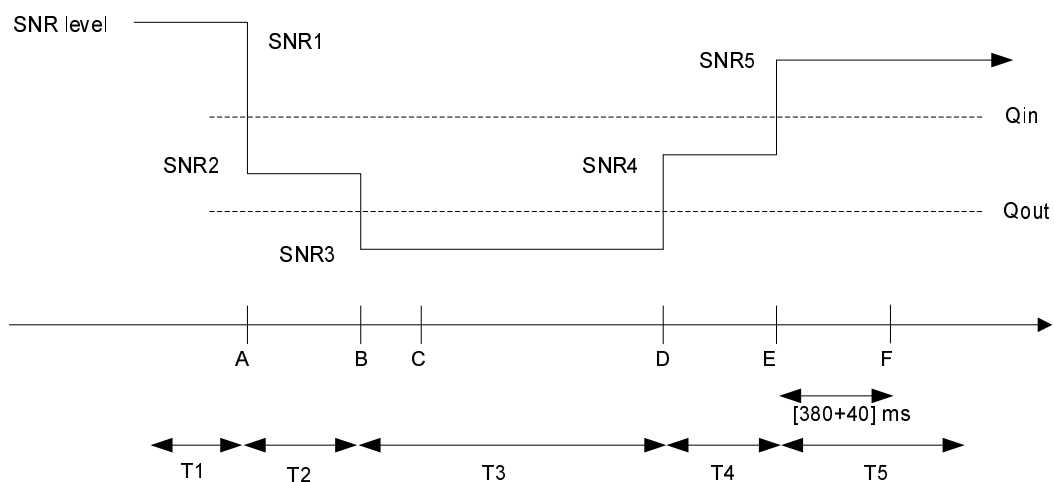 SNR level
SNR1
SNR5
Qin
SNR2
SNR4
Qout
SNR3
A
B
C
D
E
F
[380+40] ms
T1
T2
T3
T4
T5